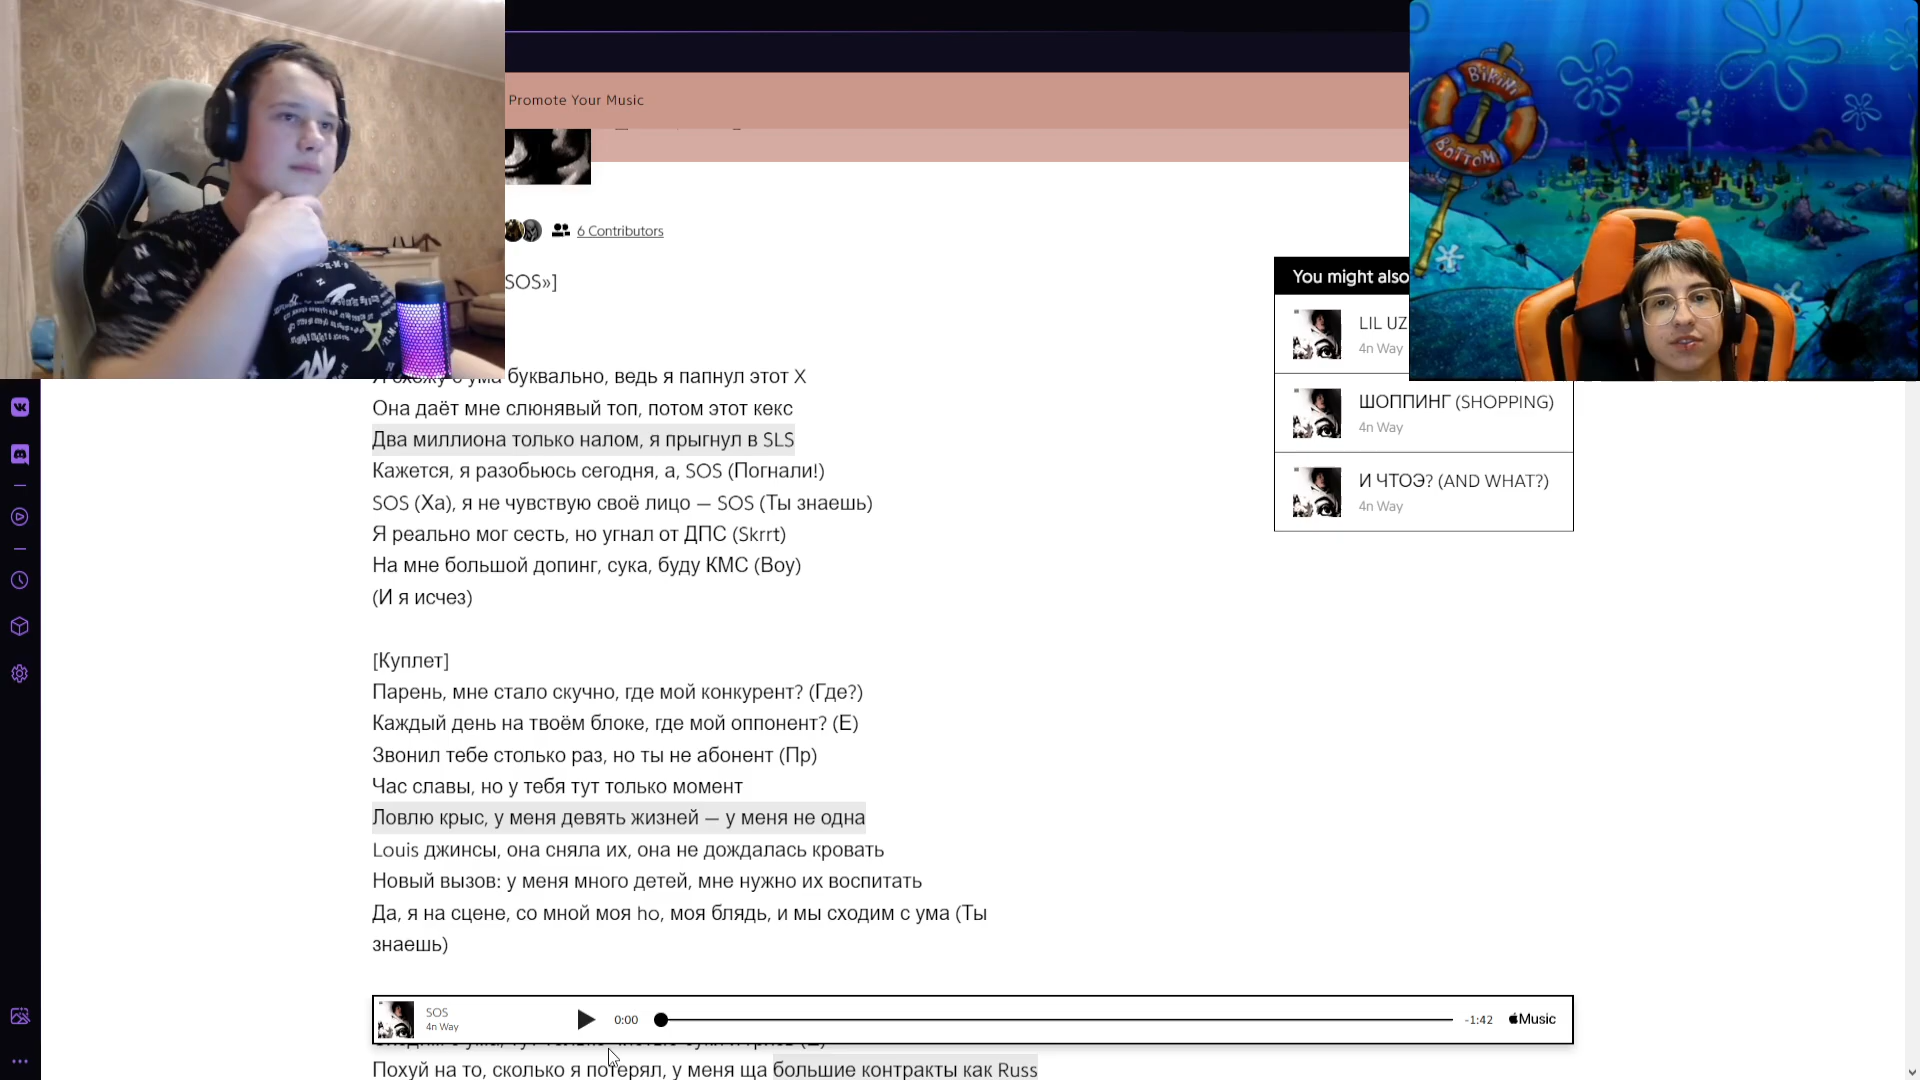 Promote Your Music
BIKINI
BOTTOM
6 Contributors
SOS»]
You might also
LIL UZ
4n Way
ШОППИНГ (SHOPPING)
4n Way
И ЧТОЭ? (AND WHAT?)
4n Way
Я схожу с ума буквально, ведь я папнул этот X
Она даёт мне слюнявый топ, потом этот кекс
Два миллиона только налом, я прыгнул в SLS
Кажется, я разобьюсь сегодня, а, SOS (Погнали!)
SOS (Ха), я не чувствую своё лицо — SOS (Ты знаешь)
Я реально мог сесть, но угнал от ДПС (Skrrt)
На мне большой допинг, сука, буду КМС (Boy)
(И я исчез)
[Куплет]
Парень, мне стало скучно, где мой конкурент? (Где?)
Каждый день на твоём блоке, где мой оппонент? (Е)
Звонил тебе столько раз, но ты не абонент (Пр)
Час славы, но у тебя тут только момент
Ловлю крыс, у меня девять жизней — у меня не одна
Louis джинсы, она сняла их, она не дождалась кровать
Новый вызов: у меня много детей, мне нужно их воспитать
Да, я на сцене, со мной моя ho, моя блядь, и мы сходим с ума (Ты
знаешь)
SOS
4n Way
0:00
-1:42
Music
Похуй на то, сколько я потерял, у меня ща большие контракты как Russ